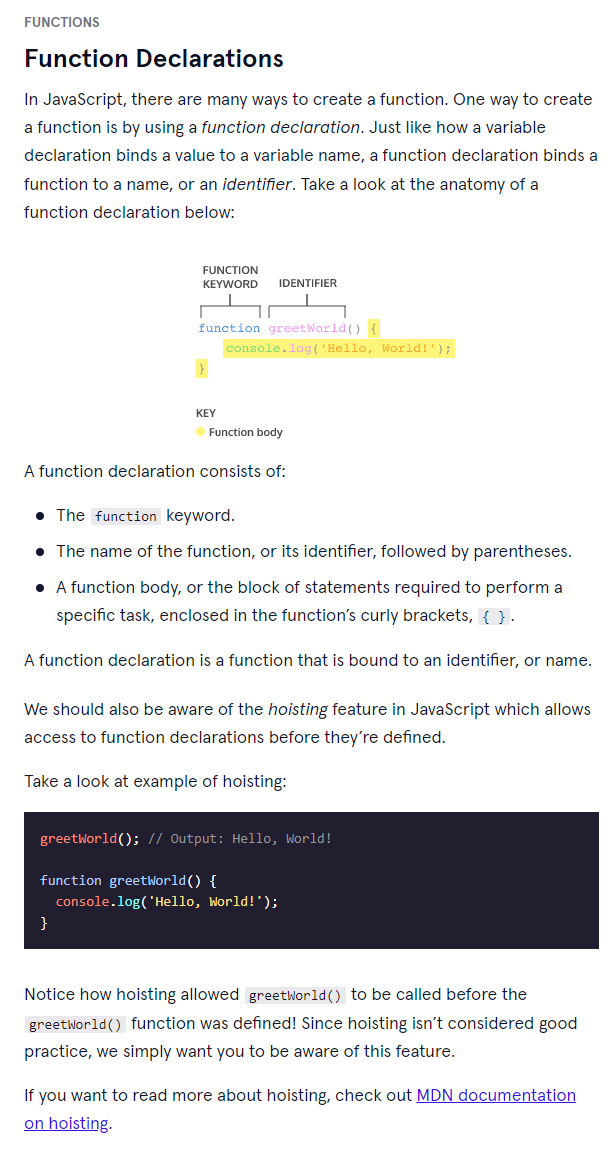 FUNCTIONS
Function Declarations
In JavaScript, there are many ways to create a function. One way to create
a function is by using a function declaration. Just like how a variable
declaration binds a value to a variable name, a function declaration binds a
function to a name, or an identifier. Take a look at the anatomy of a
function declaration below:
FUNCTION
KEYWORD IDENTIFIER
function greetWorld() {
console.log(‘Hello, World!’);
}
KEY
Function body
A function declaration consists of:
The function keyword.
The name of the function, or its identifier, followed by parentheses.
A function body, or the block of statements required to perform a
specific task, enclosed in the function’s curly brackets, { }.
A function declaration is a function that is bound to an identifier, or name.
We should also be aware of the hoisting feature in JavaScript which allows
access to function declarations before they’re defined.
Take a look at example of hoisting:
greetWorld(); // Output: Hello, World!
function greetWorld() {
console.log('Hello, World!');
}
Notice how hoisting allowed greetWorld() to be called before the
greetWorld() function was defined! Since hoisting isn’t considered good
practice, we simply want you to be aware of this feature.
If you want to read more about hoisting, check out MDN documentation
on hoisting.